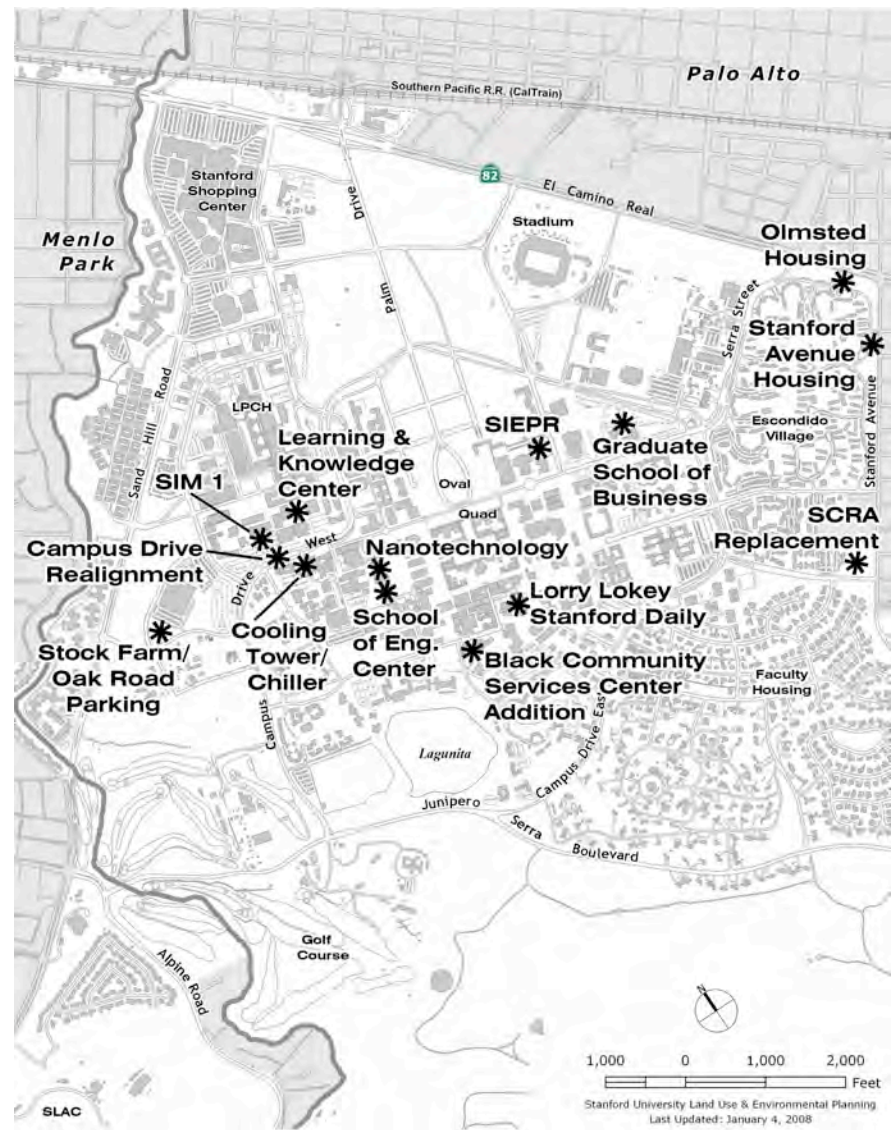 Palo Alto
Southern Pacific R.R. (CalTrain)
82
El Camino Real
Stanford
Shopping
Center
Palm
Drive
Stadium
Menlo
Park
Olmsted
Housing
Serra Street
Stanford
Avenue
Housing
Sand Hill Road
LPCH
Learning &
Knowledge
Center
SIEPR
Graduate
School of
Business
Escondido
Village
Stanford Avenue
Oval
Quad
SIM 1
West
SCRA
Replacement
Campus Drive
Realignment
Nanotechnology
Drive
Lorry Lokey
Stanford Daily
School
of Eng.
Center
Cooling
Tower/
Chiller
Stock Farm/
Oak Road
Parking
Black Community
Services Center
Addition
Faculty
Housing
Campus
Lagunita
Campus Drive East
Junipero
Serra
Boulevard
Golf
Course
Alpine Road
N
1,000 0 1,000 2,000
Feet
SLAC
Stanford University Land Use & Environmental Planning
Last Updated: January 4, 2008